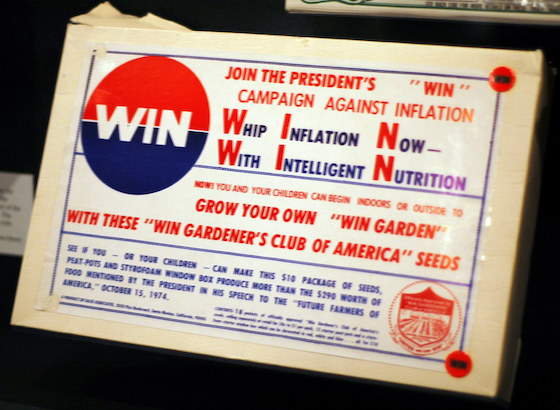 WIN
JOIN THE PRESIDENT'S "WIN"
CAMPAIGN AGAINST INFLATION
WHIP INFLATION NOW—
WITH INTELLIGENT NUTRITION
NOW! YOU AND YOUR CHILDREN CAN BEGIN INDOORS OR OUTSIDE TO
GROW YOUR OWN "WIN GARDEN"
WITH THESE "WIN GARDENER'S CLUB OF AMERICA" SEEDS
SEE IF YOU — OR YOUR CHILDREN — CAN MAKE THIS $10 PACKAGE OF SEEDS,
PEAT-POTS AND STYROFOAM WINDOW BOX PRODUCE MORE THAN THE $290 WORTH OF
FOOD MENTIONED BY THE PRESIDENT IN HIS SPEECH TO THE "FUTURE FARMERS OF
AMERICA," OCTOBER 15, 1974.
WIN
WIN